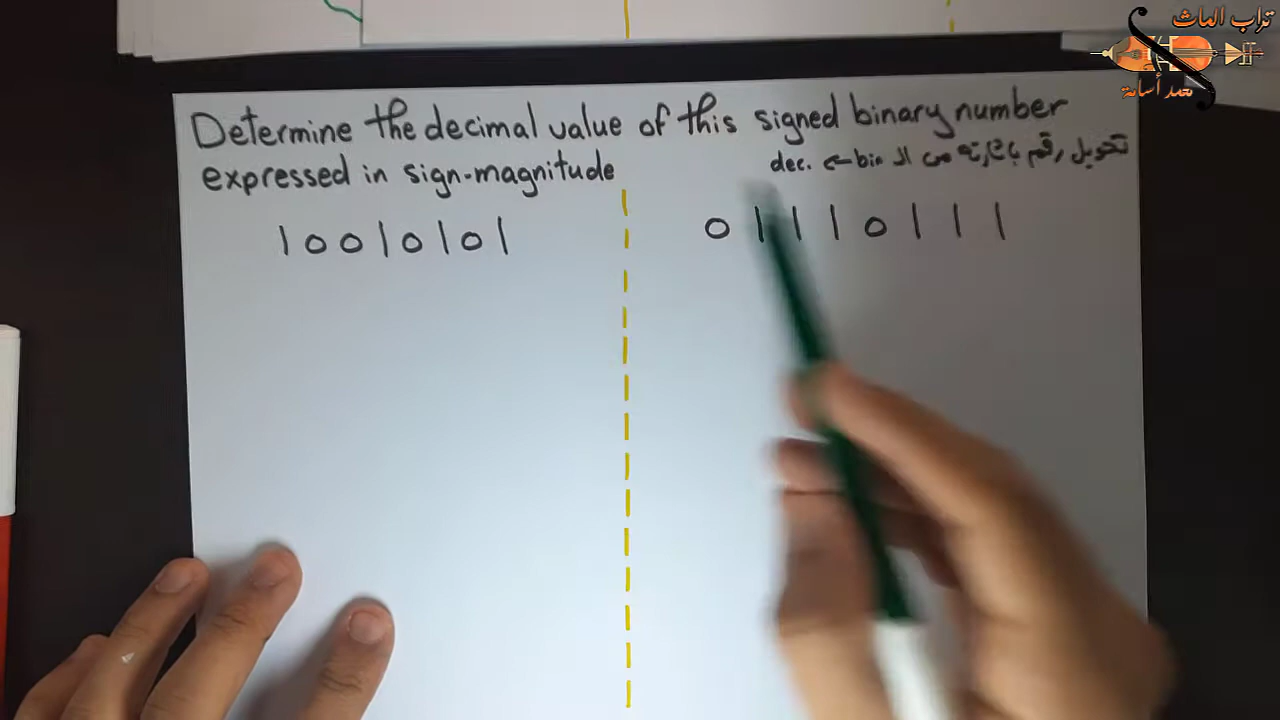 تراب الماث
محمد أسامة
Determine the decimal value of this signed binary number
expressed in sign-magnitude
تحويل رقم بإشارته من الـ bin ← dec.
10010101
01110111